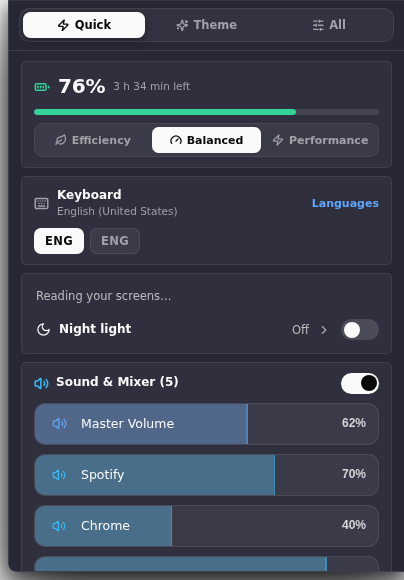 Quick Theme All
76% 3 h 34 min left
Efficiency Balanced Performance
Keyboard
English (United States)
Languages
ENG ENG
Reading your screens...
Night light Off
Sound & Mixer (5)
Master Volume 62%
Spotify 70%
Chrome 40%